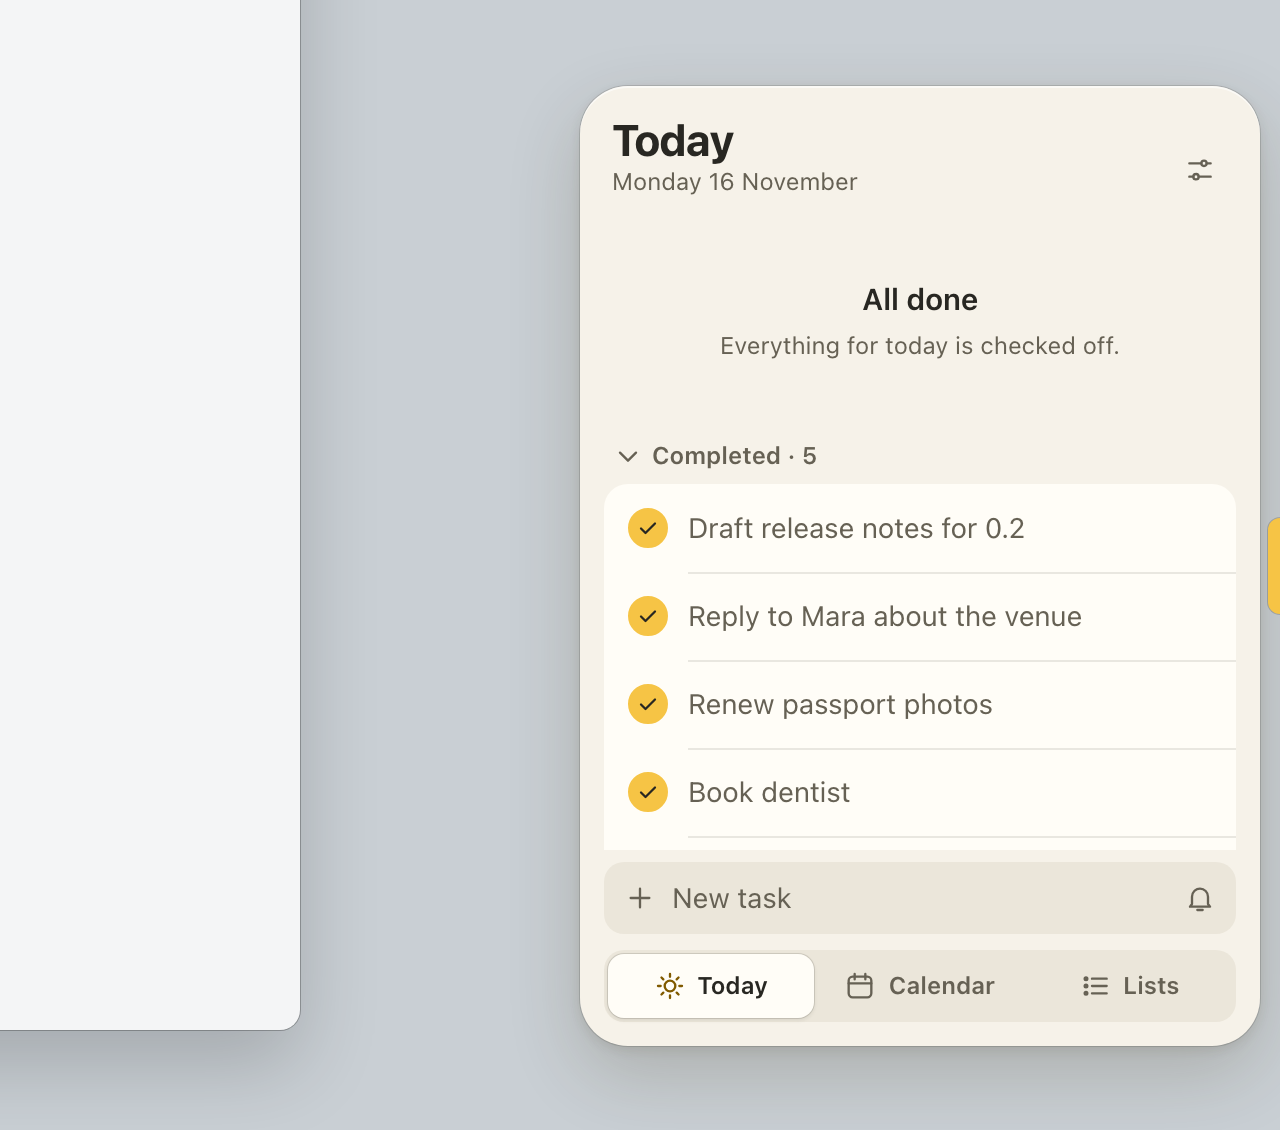 Today
Monday 16 November
All done
Everything for today is checked off.
Completed · 5
Draft release notes for 0.2
Reply to Mara about the venue
Renew passport photos
Book dentist
New task
Today
Calendar
Lists